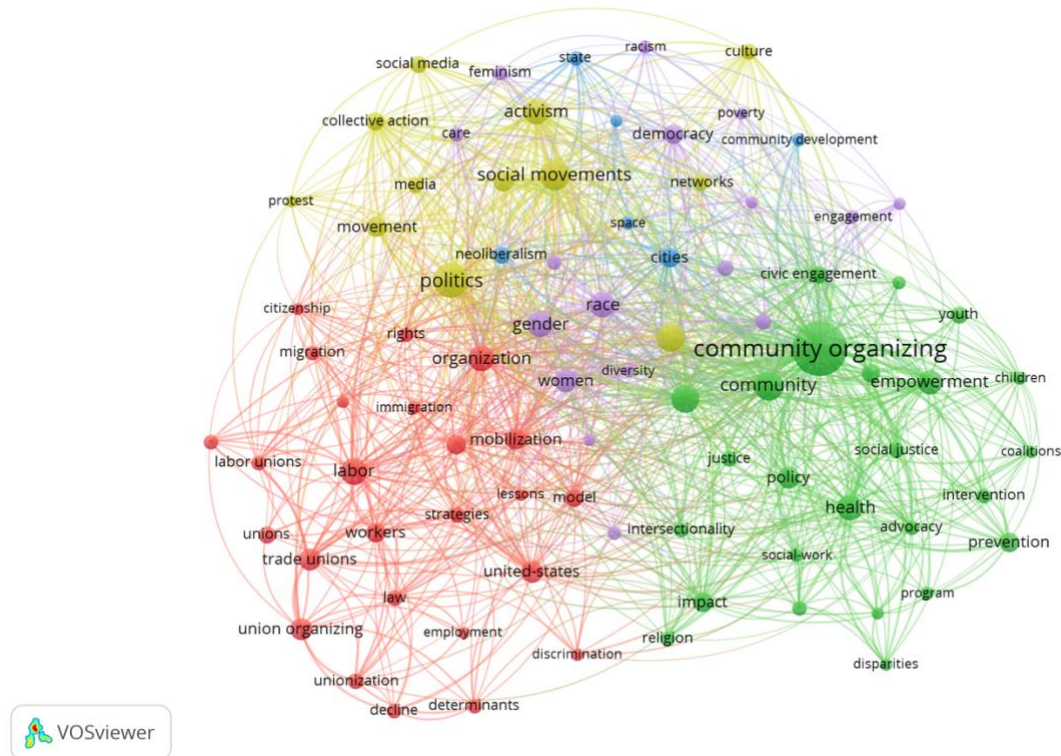 racism
culture
state
social media
feminism
activism
poverty
collective action
care
democracy
community development
social movements
media
networks
protest
movement
space
engagement
neoliberalism
cities
civic engagement
politics
citizenship
race
youth
rights
gender
migration
organization
community organizing
women
diversity
community
empowerment
children
immigration
mobilization
social justice
coalitions
labor unions
labor
justice
lessons
model
policy
intervention
strategies
health
unions
workers
intersectionality
advocacy
prevention
trade unions
social-work
united-states
program
law
impact
union organizing
employment
religion
discrimination
disparities
unionization
decline
determinants
VOSviewer